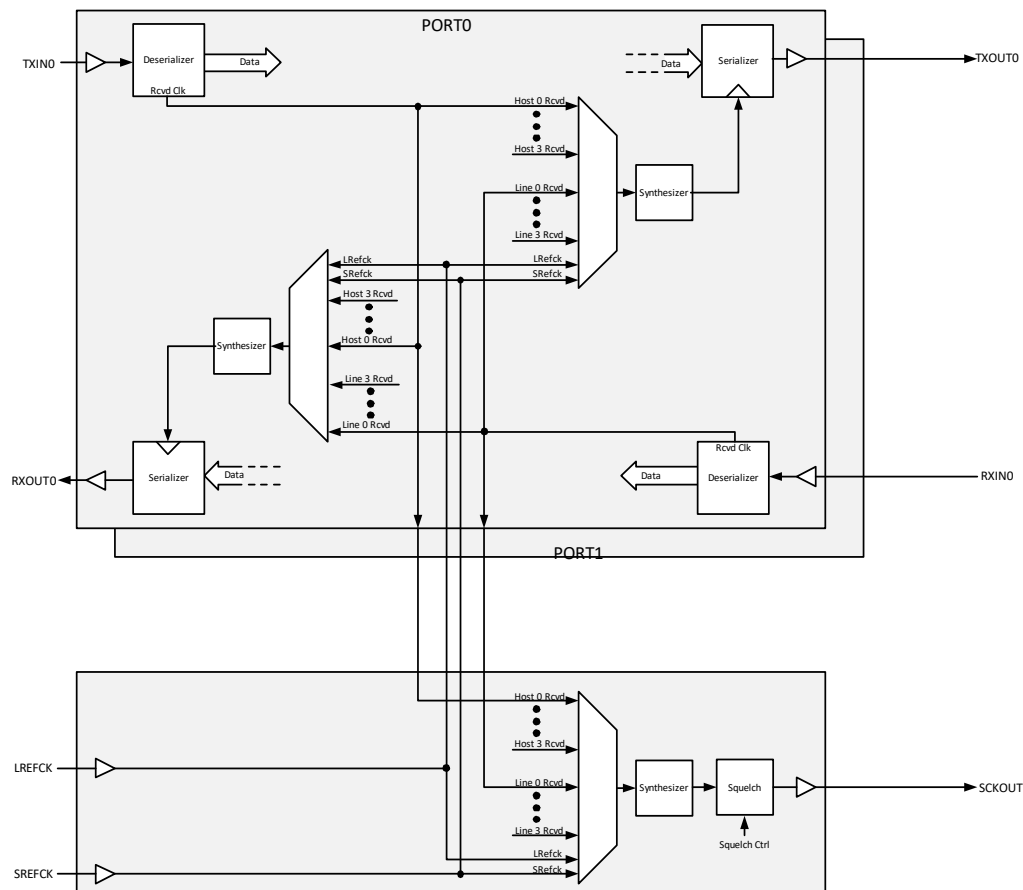 PORT0
TXIN0
Deserializer
Rcvd Clk
Data
Data
Serializer
TXOUT0
Host 0 Rcvd
Host 3 Rcvd
Line 0 Rcvd
Line 3 Rcvd
LRefck
SRefck
Synthesizer
LRefck
SRefck
Host 3 Rcvd
Host 0 Rcvd
Line 3 Rcvd
Line 0 Rcvd
Synthesizer
RXOUT0
Serializer
Data
Data
Rcvd Clk
Deserializer
RXIN0
PORT1
Host 0 Rcvd
Host 3 Rcvd
Line 0 Rcvd
Line 3 Rcvd
LRefck
SRefck
LREFCK
SREFCK
Synthesizer
Squelch
Squelch Ctrl
SCKOUT